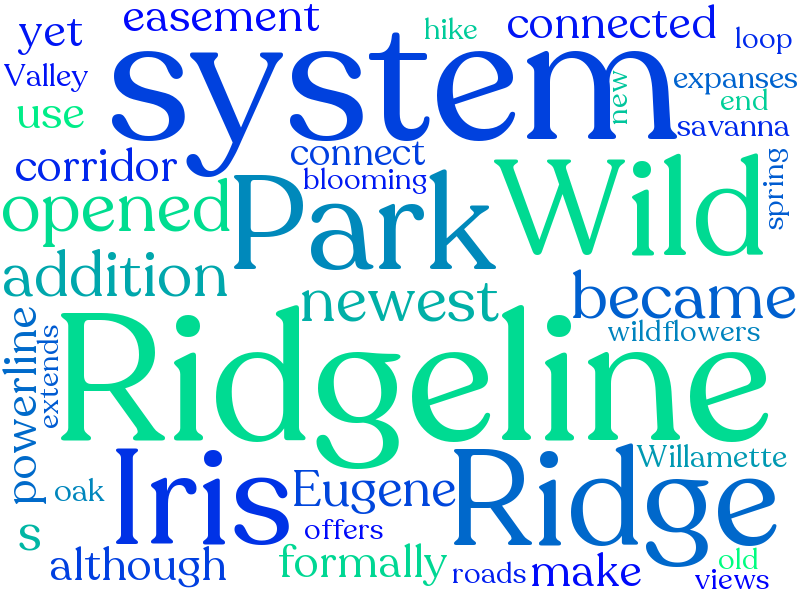 yet easement hike connected loop
Valley system new expanses
use end
savanna
corridor connect Wild spring
opened Park blooming
addition newest became
Ridgeline wildflowers
powerline extends
Iris Ridge Willamette
oak Eugene
s offers
although formally roads make old
views